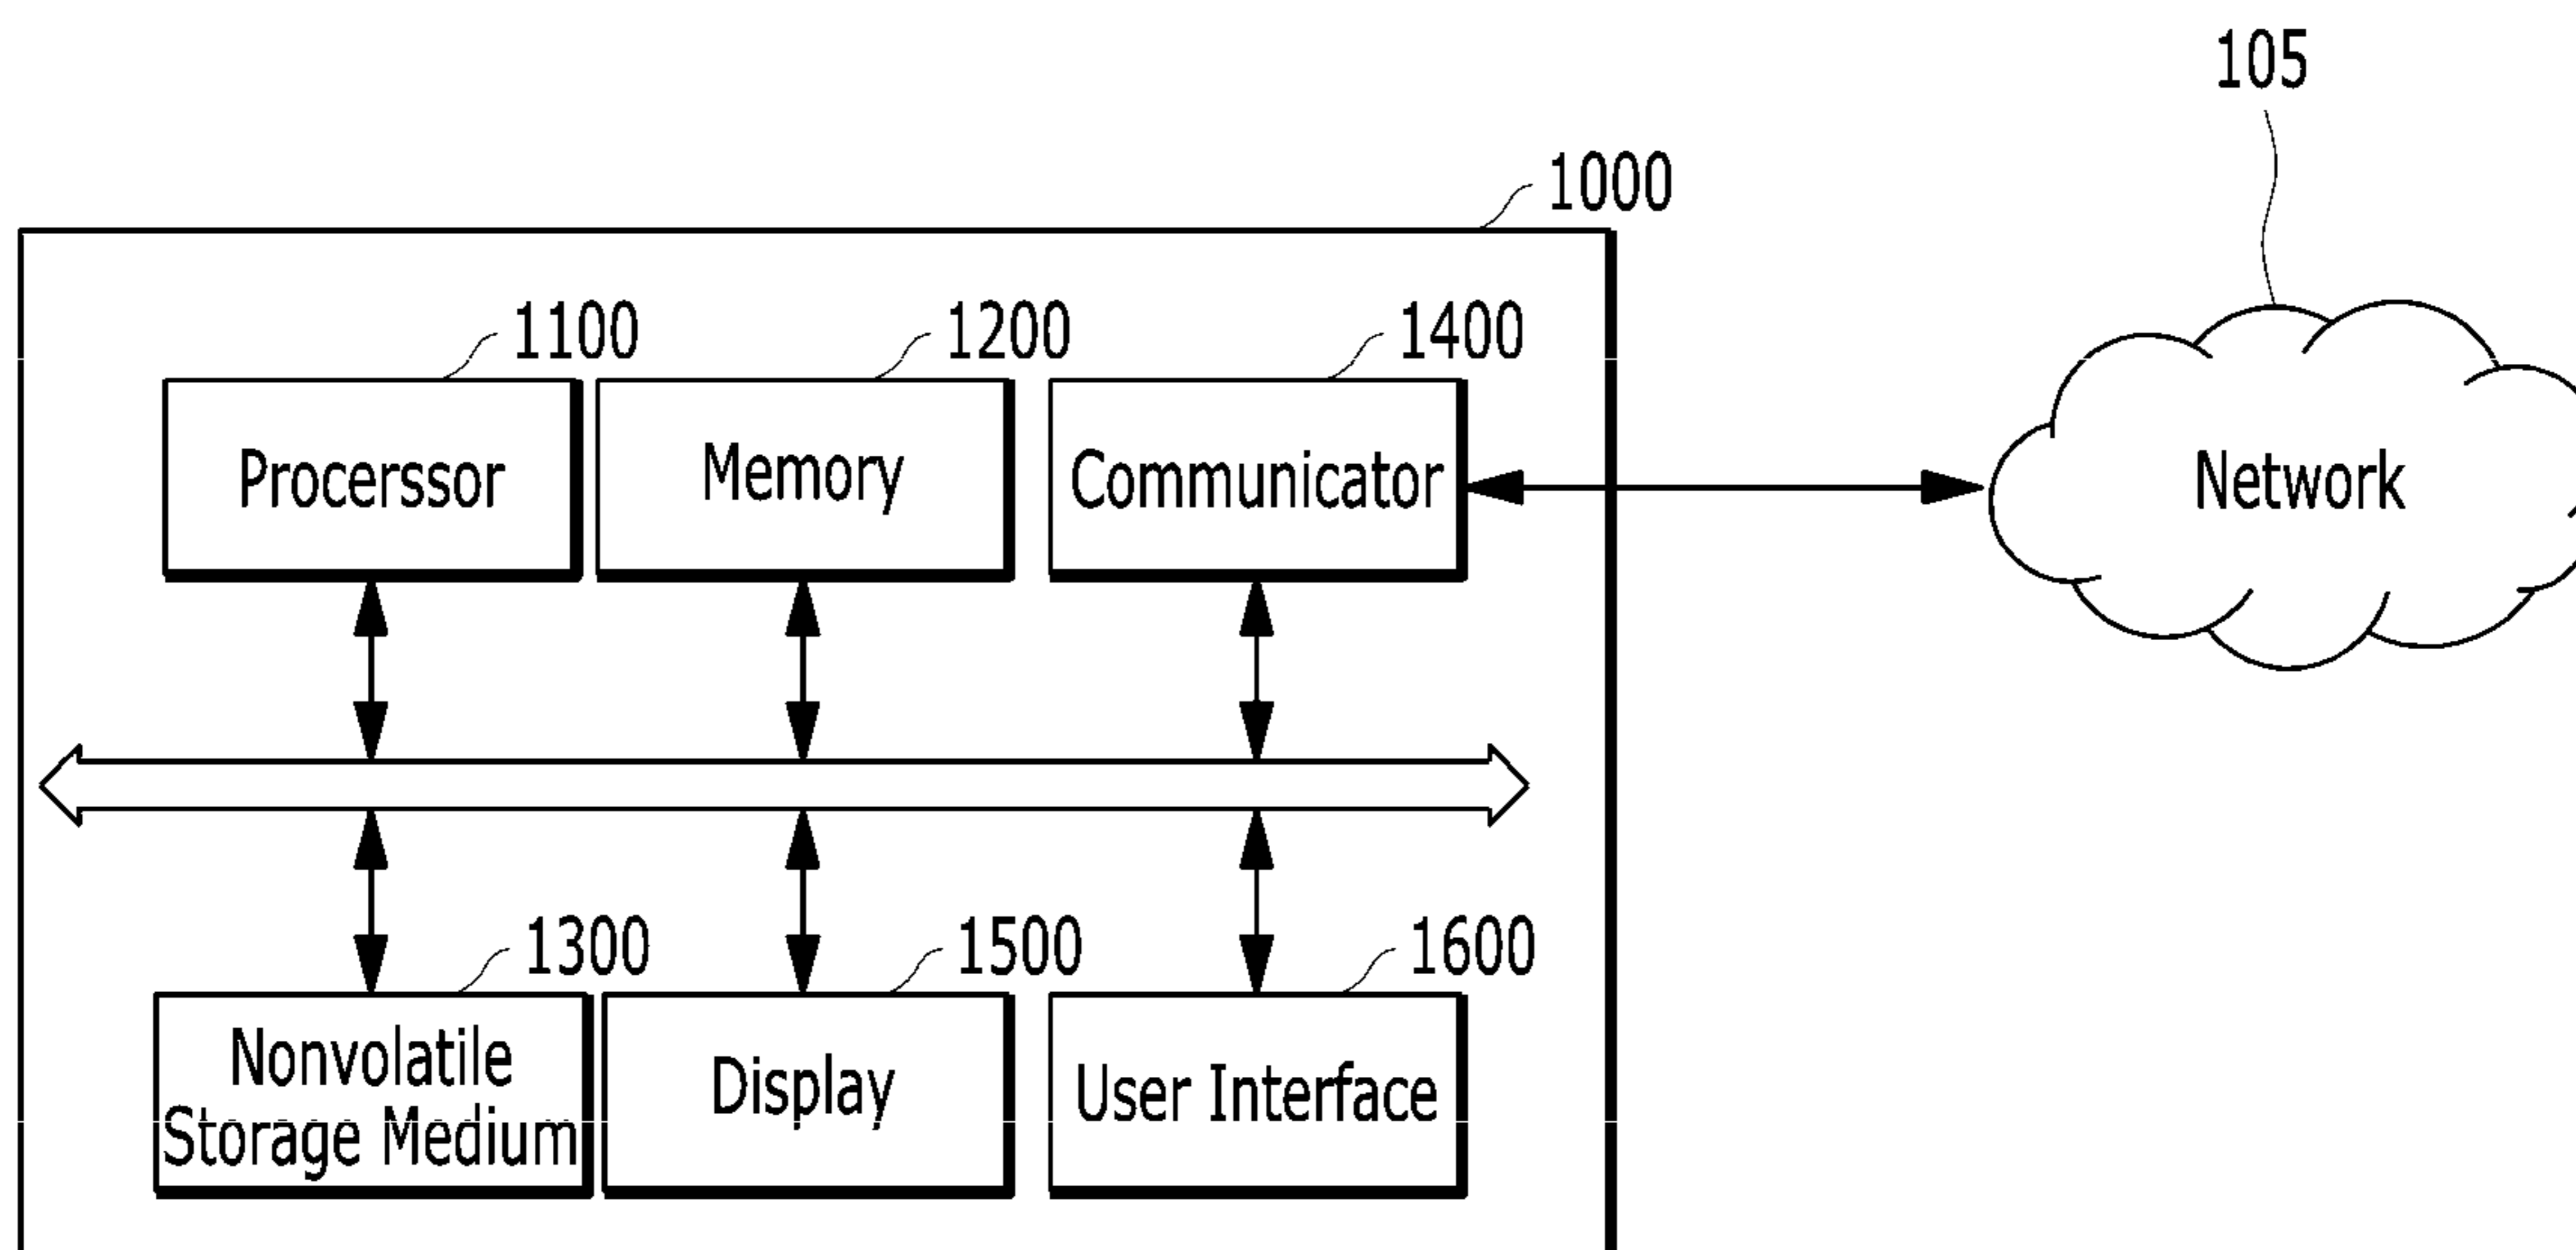 105
1000
1100
1200
1400
Procerssor
Memory
Communicator
Network
1300
1500
1600
Nonvolatile
Storage Medium
Display
User Interface